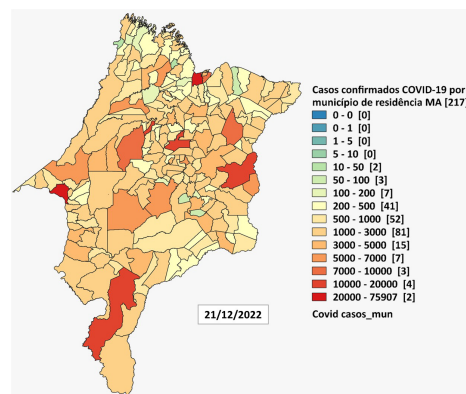 Casos confirmados COVID-19 por
município de residência MA [217]
0 - 0 [0]
0 - 1 [0]
1 - 5 [0]
5 - 10 [0]
10 - 50 [2]
50 - 100 [3]
100 - 200 [7]
200 - 500 [41]
500 - 1000 [52]
1000 - 3000 [81]
3000 - 5000 [15]
5000 - 7000 [7]
7000 - 10000 [3]
10000 - 20000 [4]
20000 - 75907 [2]
Covid casos_mun
21/12/2022